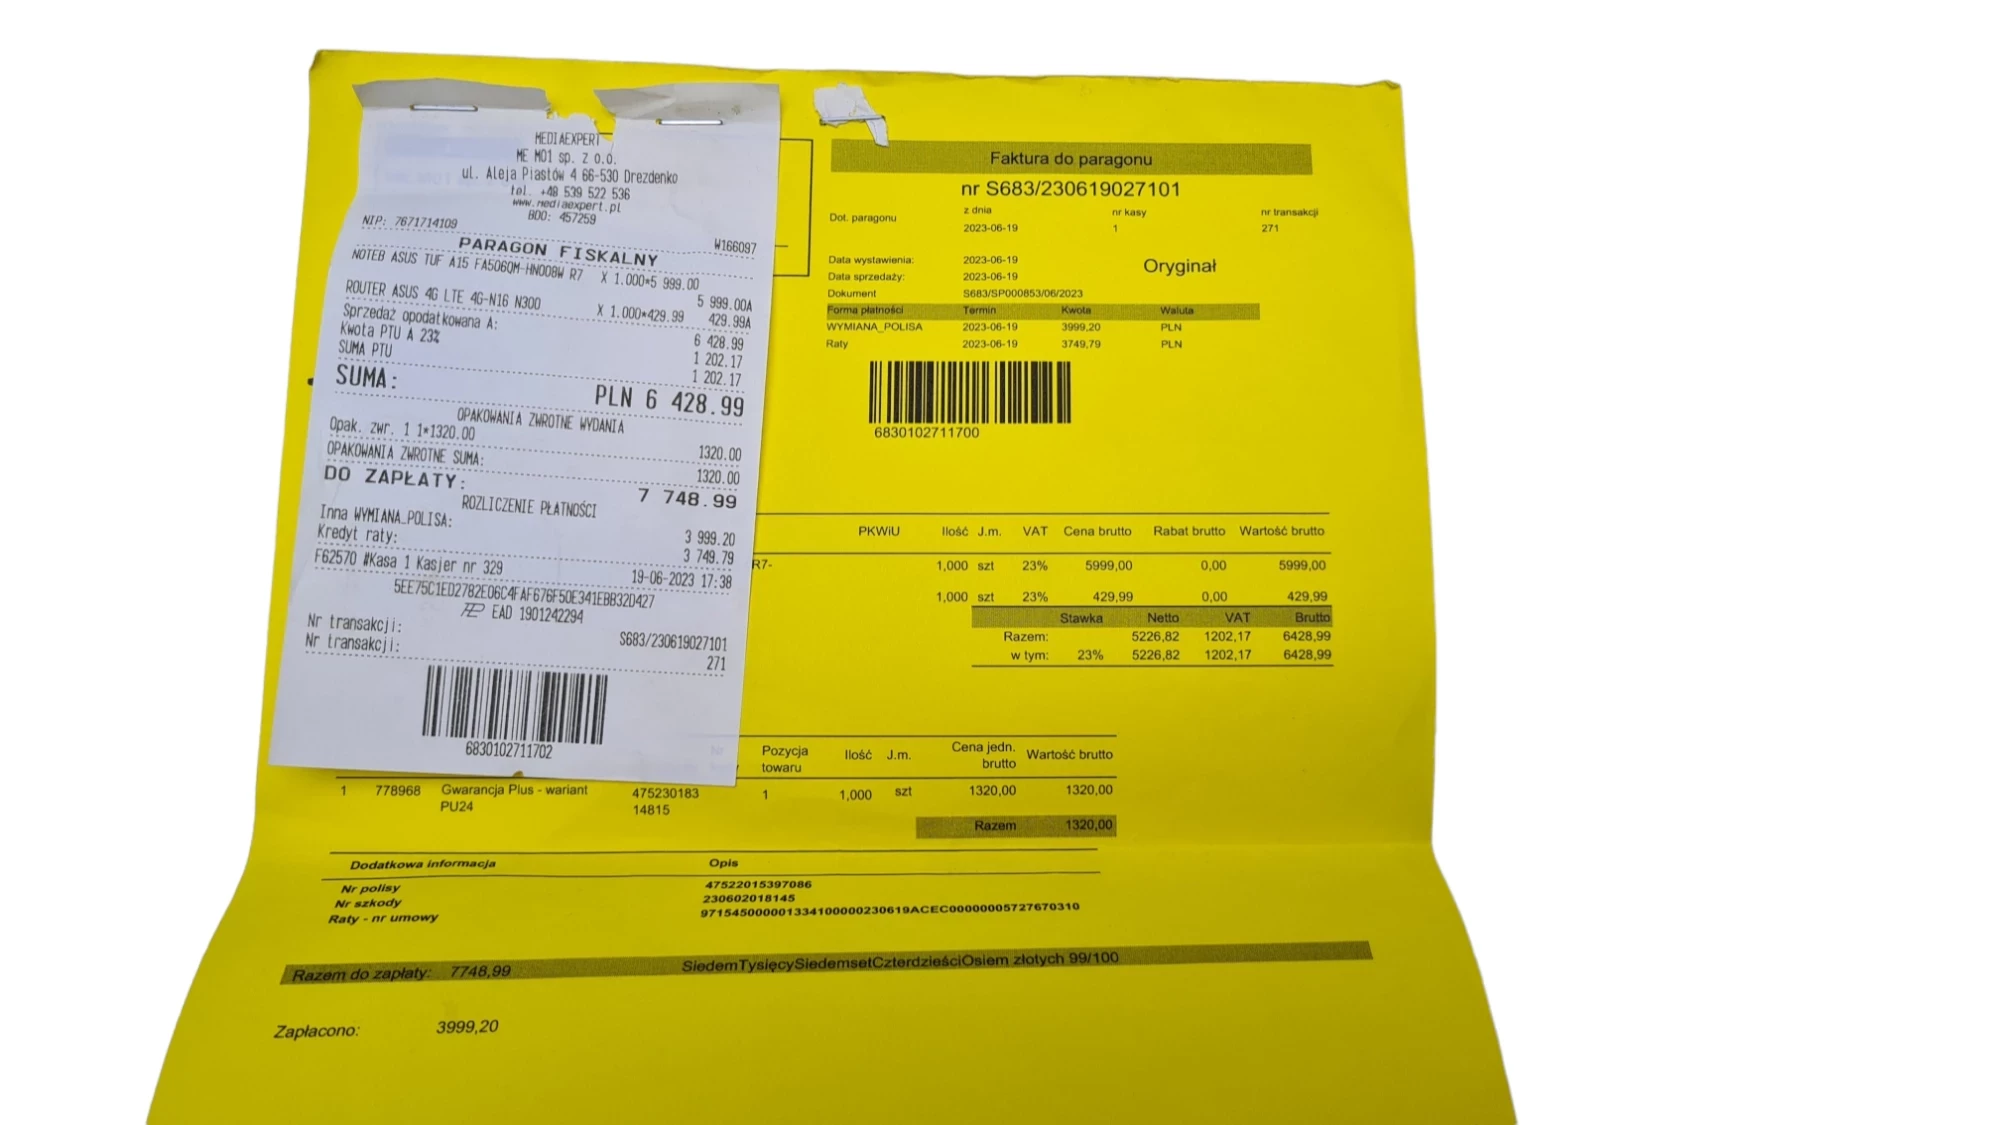 MEDIAEXPERT
ME M01 sp. z o.o.
ul. Aleja Piastów 4 66-530 Drezdenko
tel. +48 539 522 536
www.mediaexpert.pl
BDO: 457259
NIP: 7671714109
W166097
PARAGON FISKALNY
NOTEB ASUS TUF A15 FA506QM-HN008W R7 X 1.000*5 999.00
5 999.00A
ROUTER ASUS 4G LTE 4G-N16 N300 X 1.000*429.99
429.99A
Sprzedaż opodatkowana A: 6 428.99
Kwota PTU A 23% 1 202.17
SUMA PTU 1 202.17
SUMA: PLN 6 428.99
OPAKOWANIA ZWROTNE WYDANIA
Opak. zwr. 1 1*1320.00 1320.00
OPAKOWANIA ZWROTNE SUMA: 1320.00
DO ZAPŁATY: 7 748.99
ROZLICZENIE PŁATNOŚCI
Inna WYMIANA_POLISA: 3 999.20
Kredyt raty: 3 749.79
F62570 #Kasa 1 Kasjer nr 329 19-06-2023 17:38
5EE75C1ED2782E06C4FAF676F50E341EBB32D427
EAD 1901242294
Nr transakcji: S683/230619027101
Nr transakcji: 271
6830102711702
Faktura do paragonu
nr S683/230619027101
z dnia nr kasy nr transakcji
Dot. paragonu 2023-06-19 1 271
Data wystawienia: 2023-06-19
Oryginał
Data sprzedaży: 2023-06-19
Dokument S683/SP000853/06/2023
Forma płatności Termin Kwota Waluta
WYMIANA_POLISA 2023-06-19 3999,20 PLN
Raty 2023-06-19 3749,79 PLN
6830102711700
PKWiU Ilość J.m. VAT Cena brutto Rabat brutto Wartość brutto
R7- 1,000 szt 23% 5999,00 0,00 5999,00
1,000 szt 23% 429,99 0,00 429,99
Stawka Netto VAT Brutto
Razem: 5226,82 1202,17 6428,99
w tym: 23% 5226,82 1202,17 6428,99
Pozycja towaru Ilość J.m. Cena jedn. brutto Wartość brutto
1 778968 Gwarancja Plus - wariant 475230183 1 1,000 szt 1320,00 1320,00
PU24 14815
Razem 1320,00
Dodatkowa informacja Opis
Nr polisy 47522015397086
Nr szkody 230602018145
Raty - nr umowy 9715450000013341000002306​19ACEC00000005727670310
Razem do zapłaty: 7748,99 SiedemTysięcySiedemsetCzterdzieściOsiem złotych 99/100
Zapłacono: 3999,20